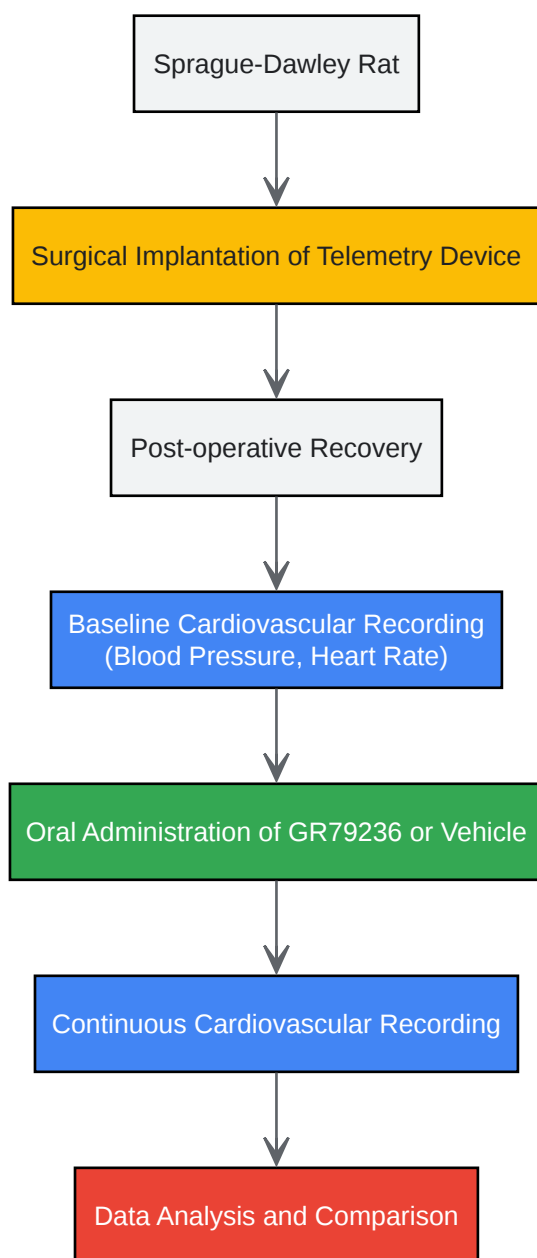 Sprague-Dawley Rat
Surgical Implantation of Telemetry Device
Post-operative Recovery
Baseline Cardiovascular Recording
(Blood Pressure, Heart Rate)
Oral Administration of GR79236 or Vehicle
Continuous Cardiovascular Recording
Data Analysis and Comparison